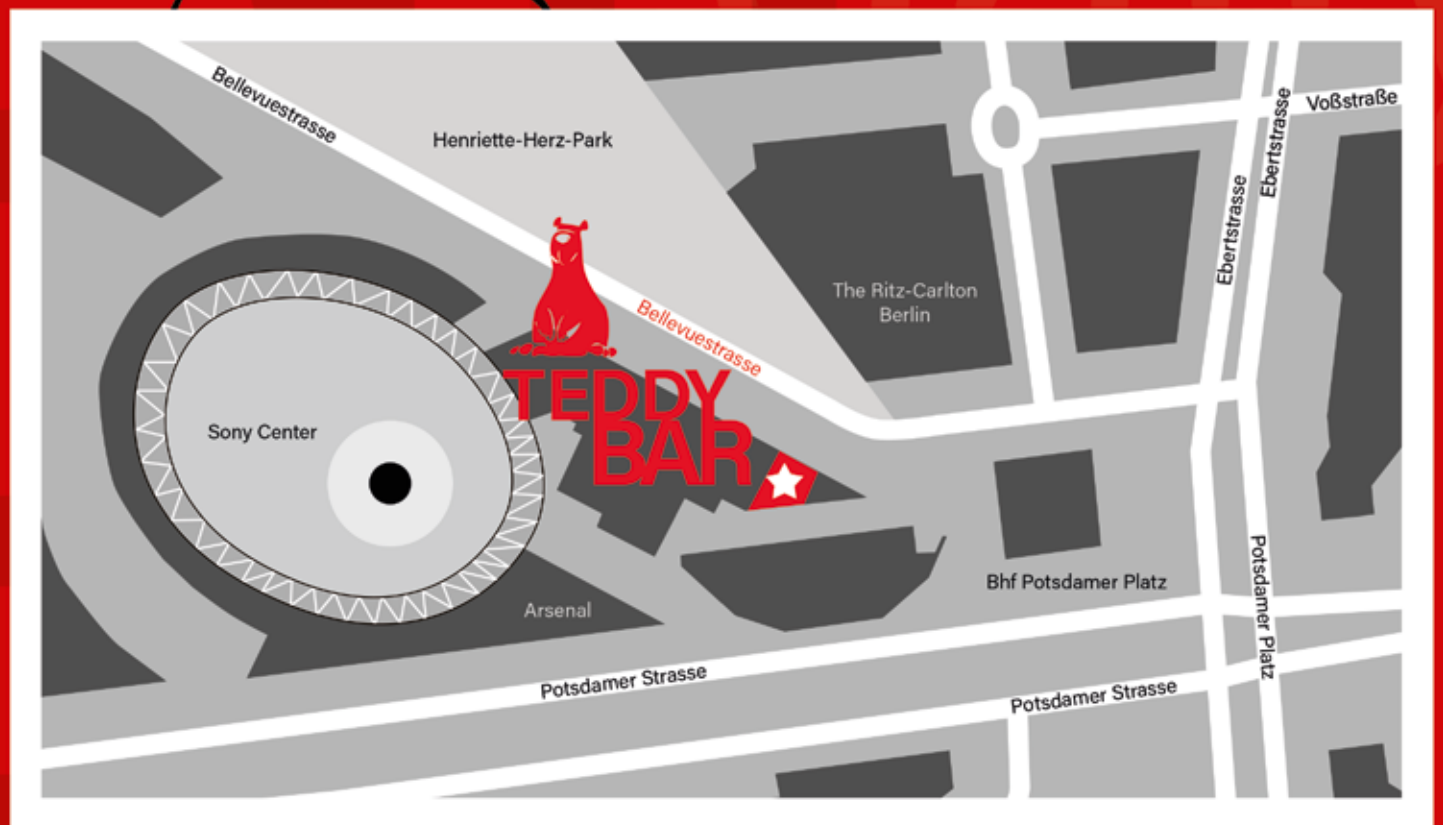 Bellevuestrasse
Henriette-Herz-Park
Voßstraße
Ebertstrasse
Ebertstrasse
The Ritz-Carlton
Berlin
Bellevuestrasse
TEDDY
BAR
Sony Center
Arsenal
Bhf Potsdamer Platz
Potsdamer Platz
Potsdamer Strasse
Potsdamer Strasse